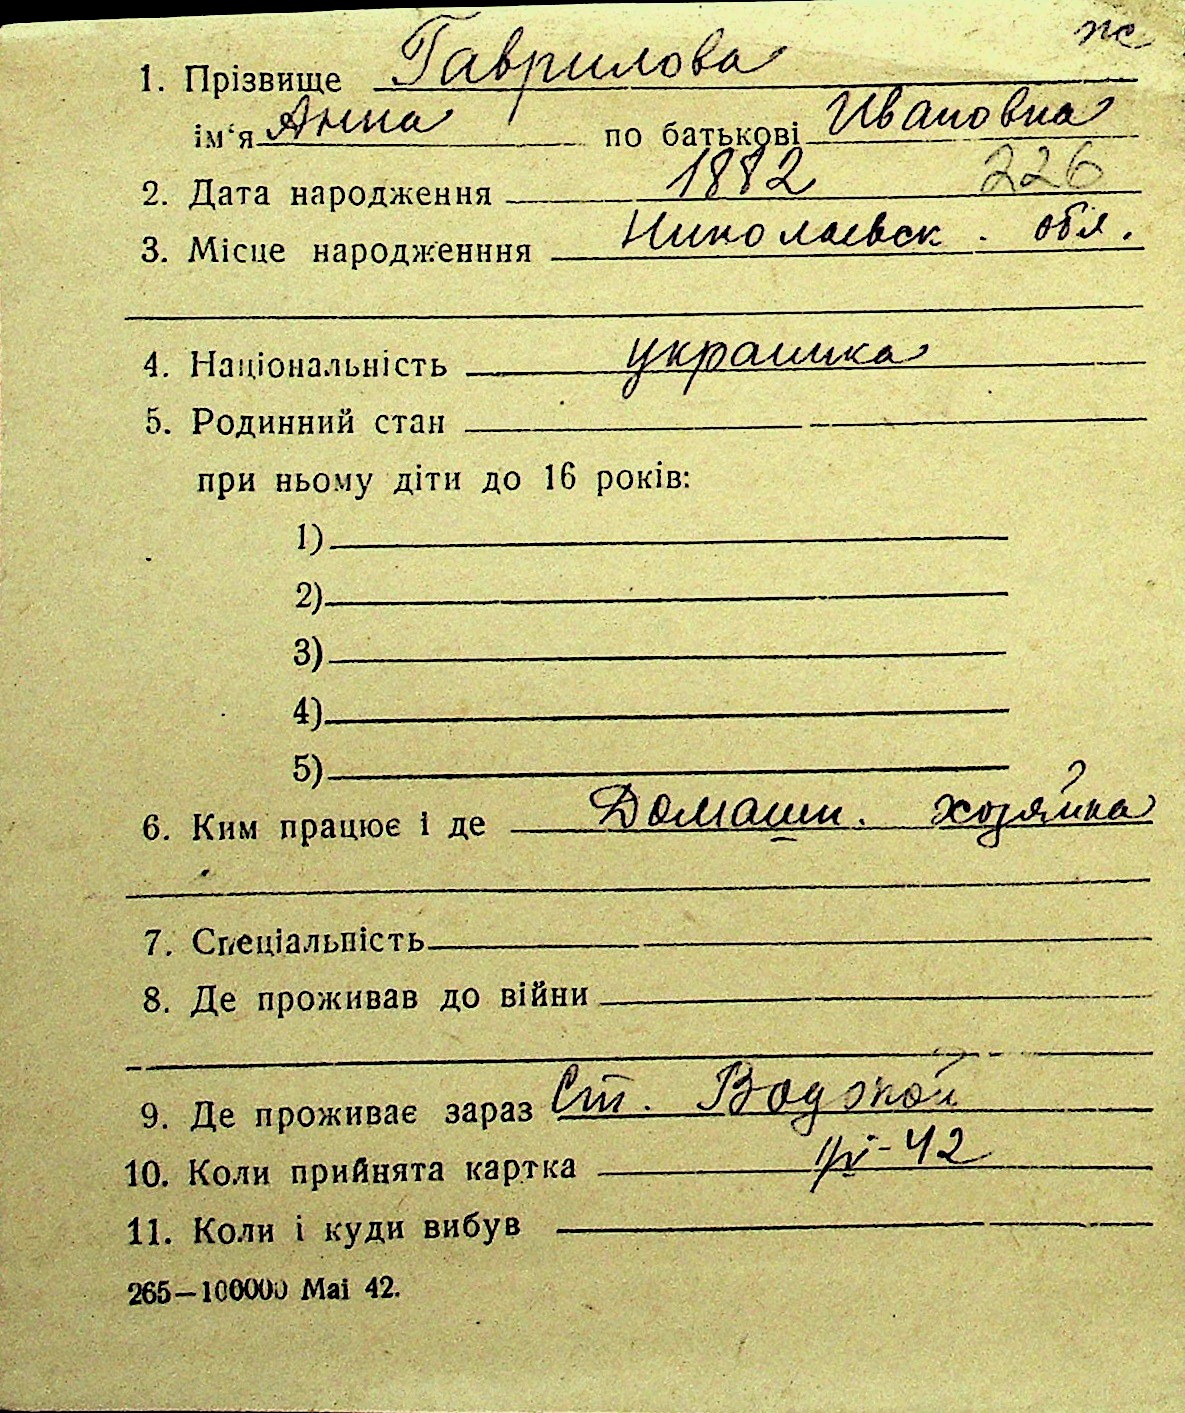 ж
1. Прізвище Гаврилова
ім‘я Анна по батькові Ивановна
2. Дата народження 1882 226
3. Місце народженння Николаевск. обл.
4. Національність украинка
5. Родинний стан
при ньому діти до 16 років:
1)
2)
3)
4)
5)
6. Ким працює і де Домашн. хозяйка
7. Спеціальність
8. Де проживав до війни
9. Де проживає зараз Ст.
10. Коли прийнята картка
11. Коли і куди вибув
265—100000 Mai 42.